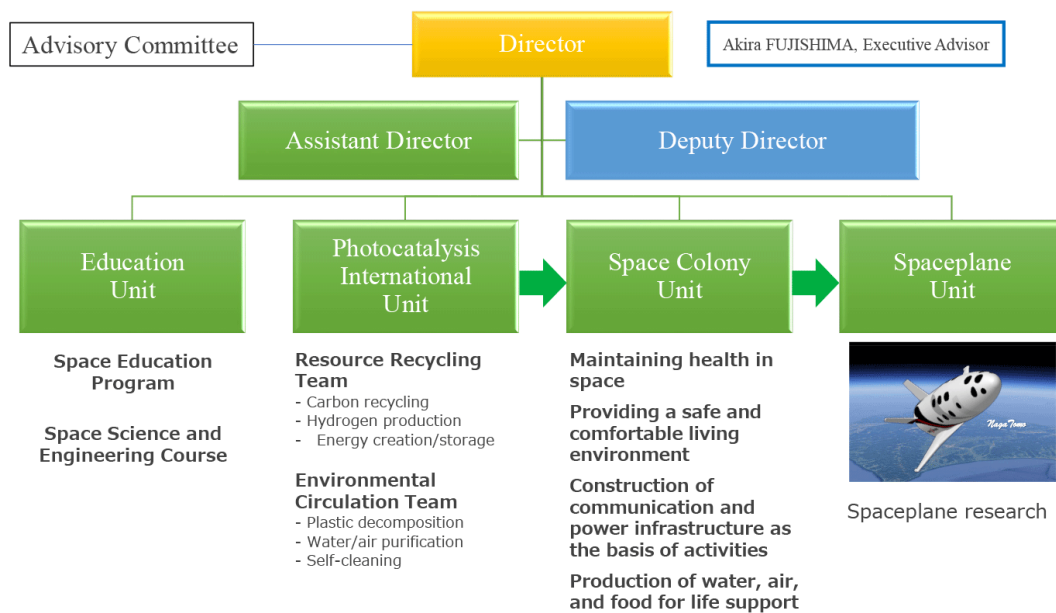 Advisory Committee
Director
Akira FUJISHIMA, Executive Advisor
Assistant Director
Deputy Director
Education
Unit
Photocatalysis
International
Unit
Space Colony
Unit
Spaceplane
Unit
Space Education
Program
Space Science and
Engineering Course
Resource Recycling
Team
- Carbon recycling
- Hydrogen production
- Energy creation/storage
Environmental
Circulation Team
- Plastic decomposition
- Water/air purification
- Self-cleaning
Maintaining health in
space
Providing a safe and
comfortable living
environment
Construction of
communication and
power infrastructure as
the basis of activities
Production of water, air,
and food for life support
NagaTomo
Spaceplane research